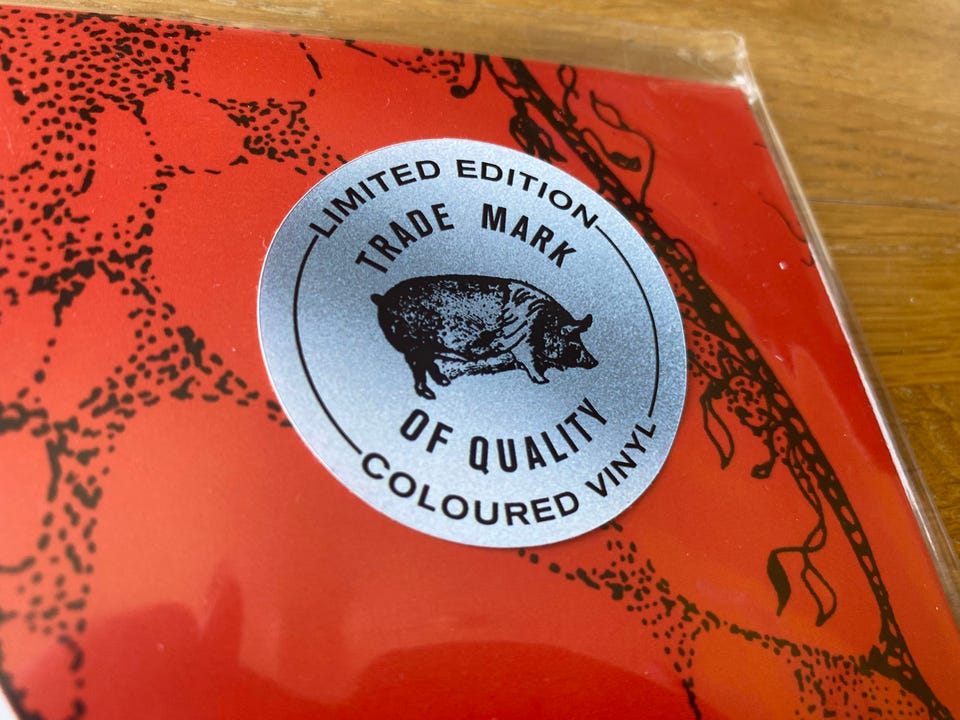 LIMITED EDITION
TRADE MARK
OF QUALITY
COLOURED VINYL